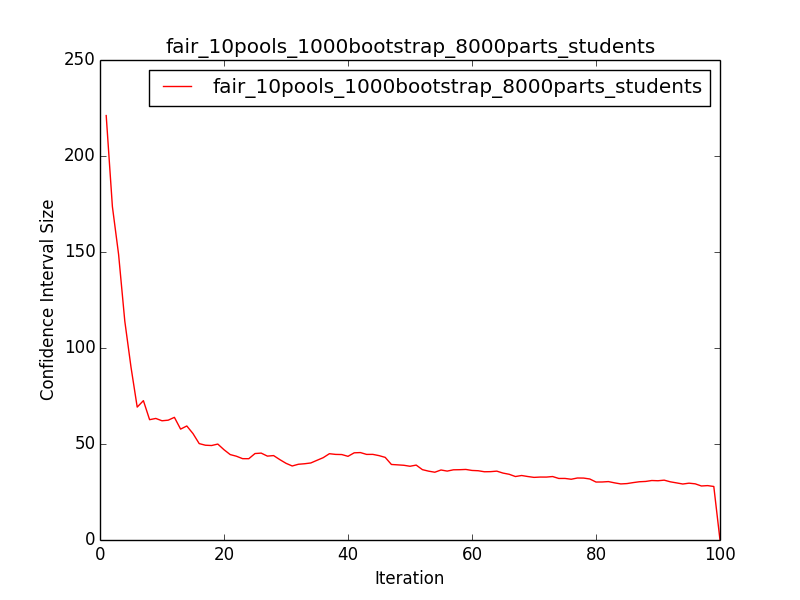 fair_10pools_1000bootstrap_8000parts_students
fair_10pools_1000bootstrap_8000parts_students
250
200
150
100
50
0
Confidence Interval Size
0 20 40 60 80 100
Iteration